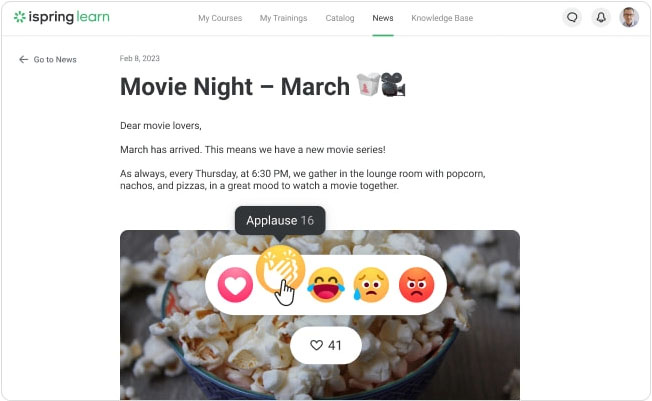 ispring learn
My Courses My Trainings Catalog News Knowledge Base
Go to News
Feb 8, 2023
Movie Night – March
Dear movie lovers,
March has arrived. This means we have a new movie series!
As always, every Thursday, at 6:30 PM, we gather in the lounge room with popcorn,
nachos, and pizzas, in a great mood to watch a movie together.
Applause 16
41